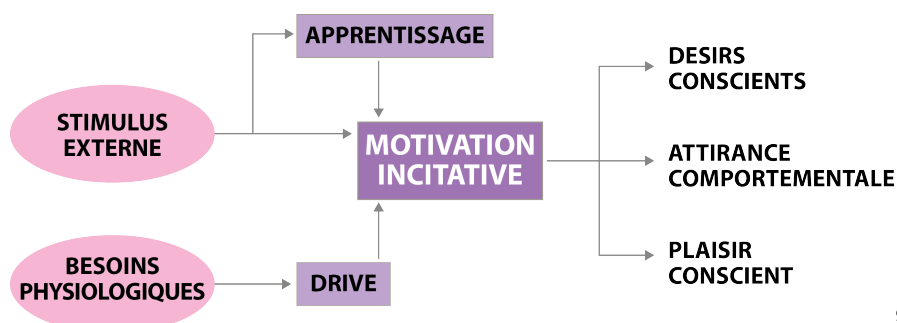 APPRENTISSAGE
STIMULUS
EXTERNE
MOTIVATION
INCITATIVE
BESOINS
PHYSIOLOGIQUES
DRIVE
DESIRS
CONSCIENTS
ATTIRANCE
COMPORTEMENTALE
PLAISIR
CONSCIENT